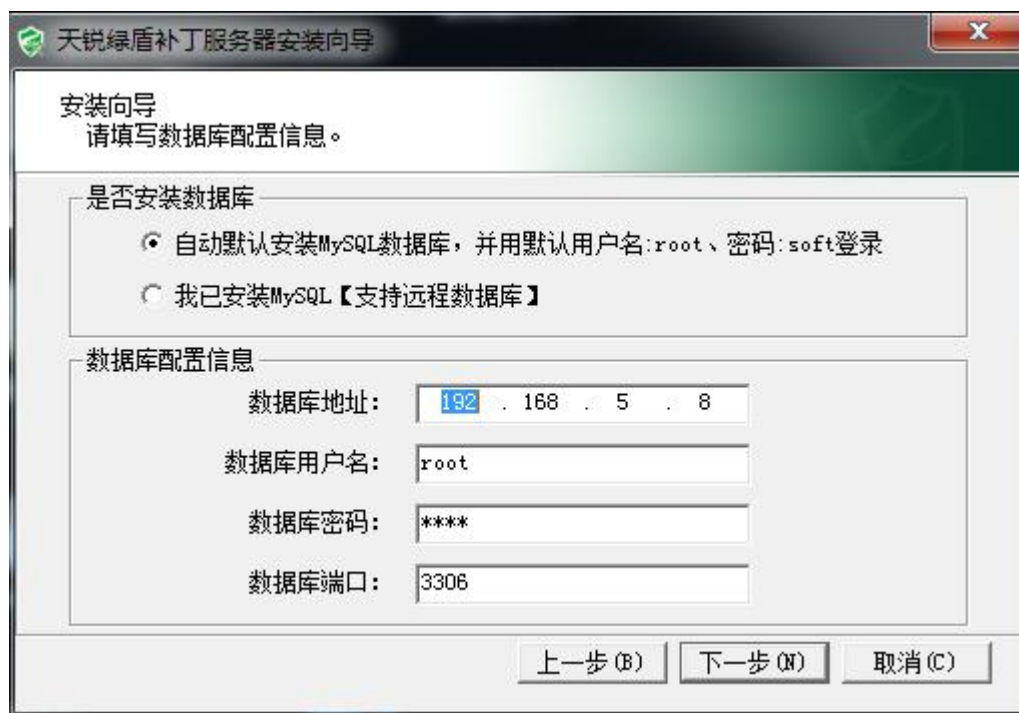 天锐绿盾补丁服务器安装向导
安装向导
请填写数据库配置信息。
是否安装数据库
自动默认安装MySQL数据库，并用默认用户名:root、密码:soft登录
我已安装MySQL【支持远程数据库】
数据库配置信息
数据库地址： 192 . 168 . 5 . 8
数据库用户名： root
数据库密码： ****
数据库端口： 3306
上一步(B) 下一步(N) 取消(C)